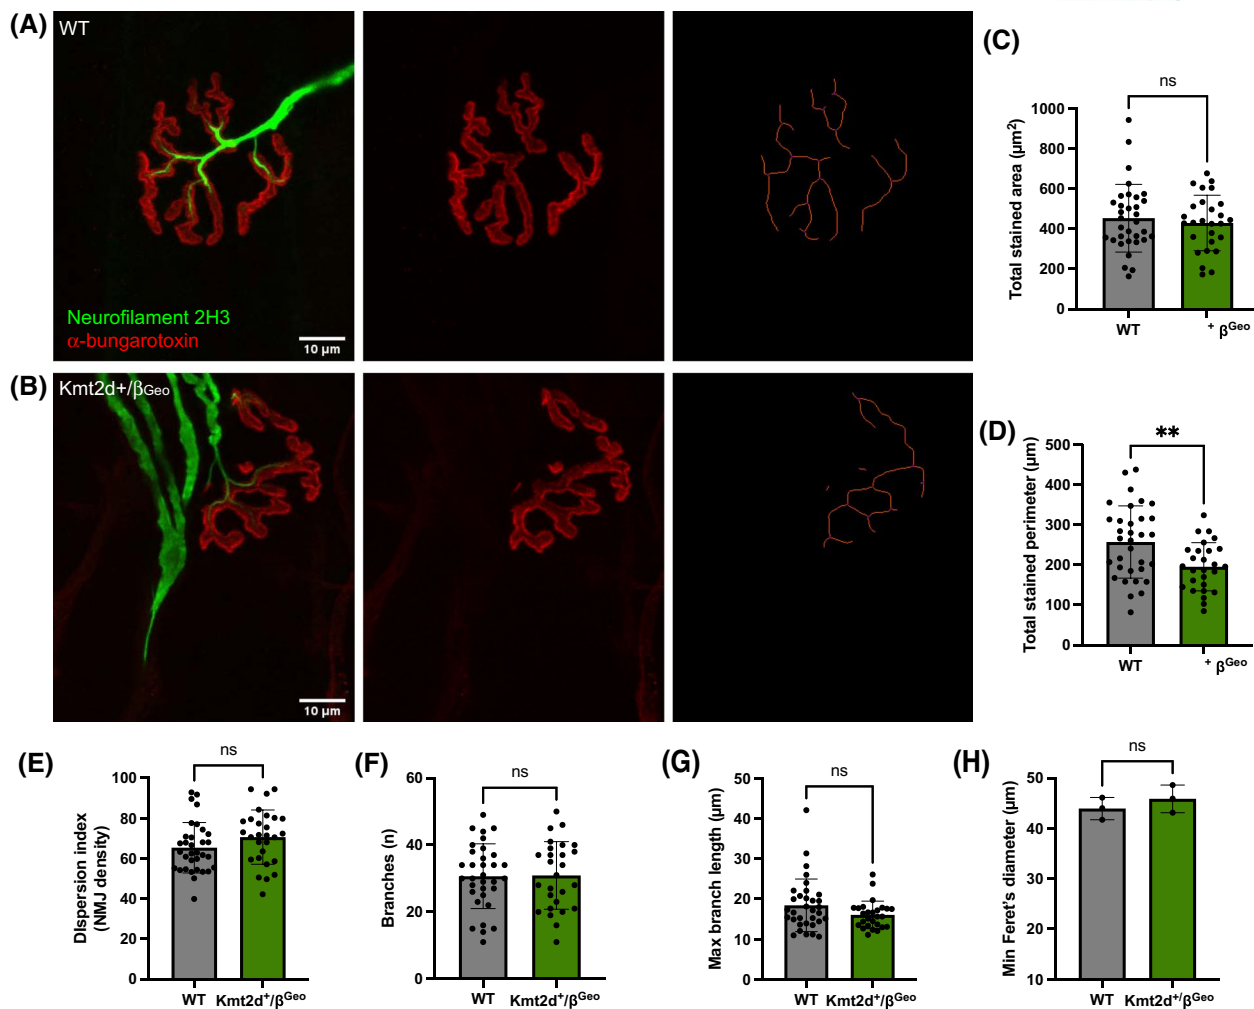 (A)
WT
Neurofilament 2H3
α-bungarotoxin
10 µm
(B)
Kmt2d+/βGeo
10 µm
(C)
ns
Total stained area (µm²)
1000
800
600
400
200
0
WT
+ βGeo
(D)
**
Total stained perimeter (µm)
500
400
300
200
100
0
WT
+ βGeo
(E)
ns
DIspersion index
(NMJ density)
100
80
60
40
20
0
WT
Kmt2d+/βGeo
(F)
ns
Branches (n)
60
40
20
0
WT
Kmt2d+/βGeo
(G)
ns
Max branch length (µm)
50
40
30
20
10
0
WT
Kmt2d+/βGeo
(H)
ns
Min Feret's diameter (µm)
50
40
30
20
10
WT
Kmt2d+/βGeo